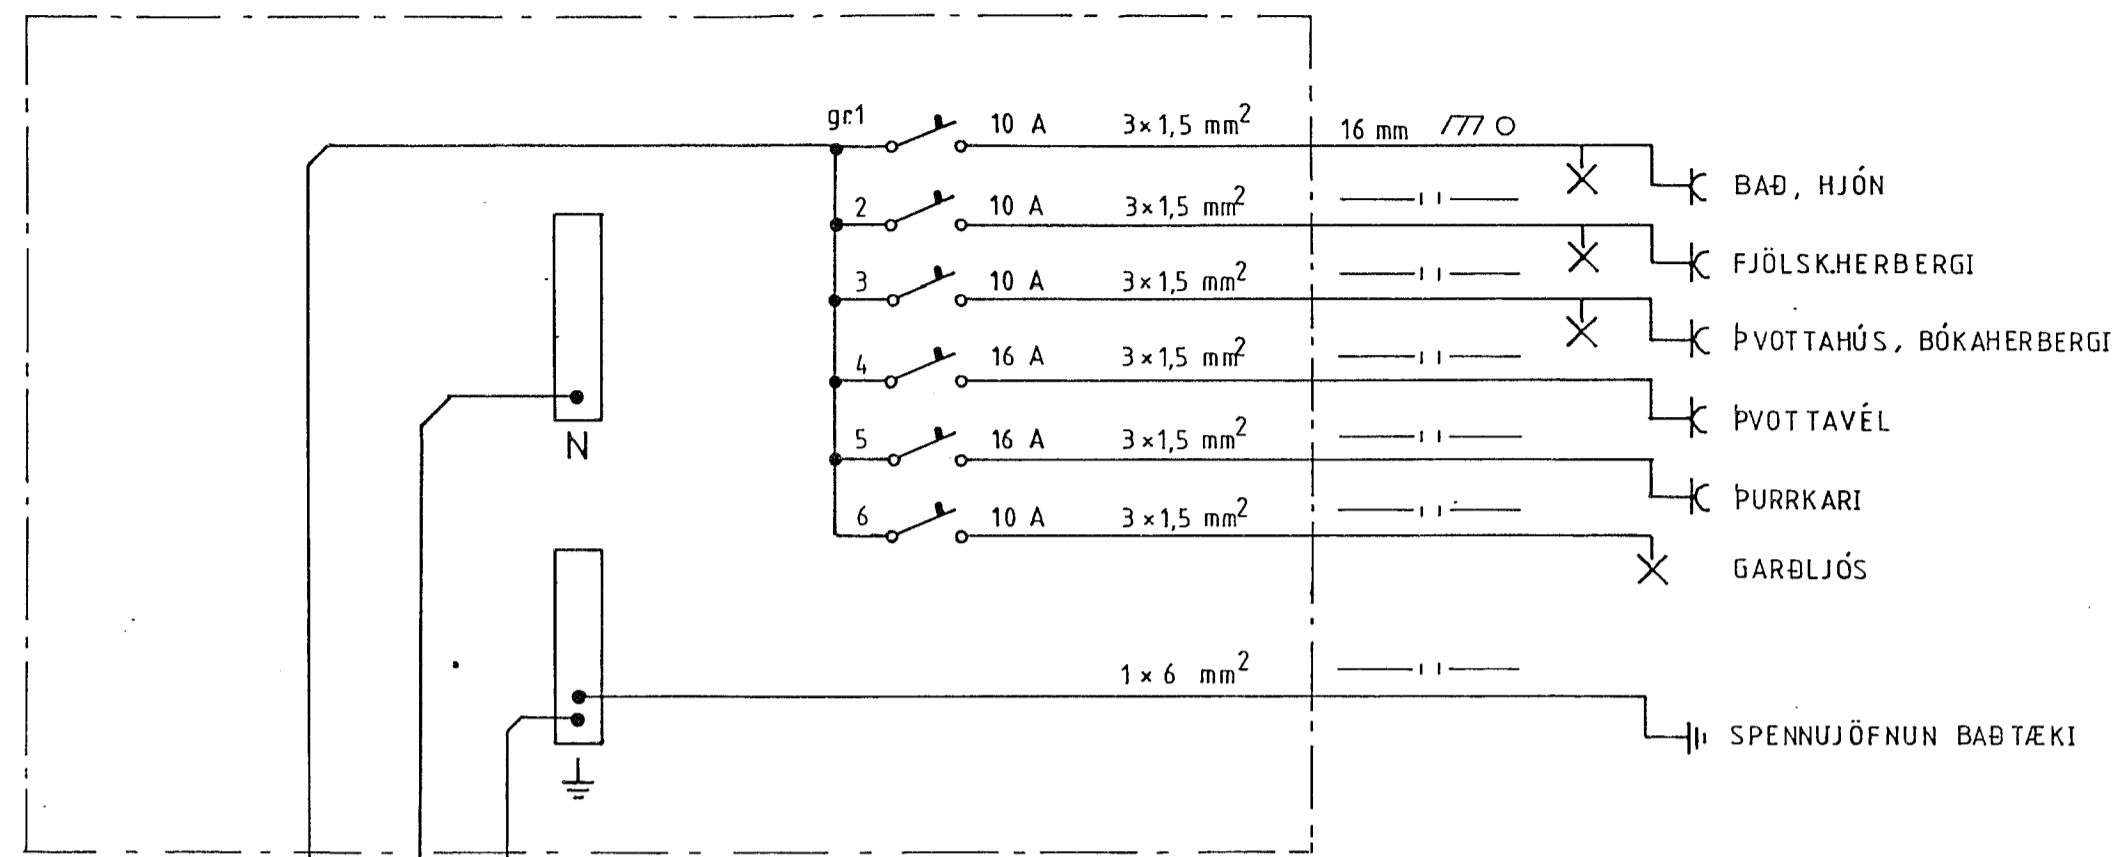 gr.1 10 A 3×1,5 mm² 16 mm BAÐ, HJÓN
2 10 A 3×1,5 mm² FJÖLSK.HERBERGI
3 10 A 3×1,5 mm² ÞVOTTAHÚS, BÓKAHERBERGI
4 16 A 3×1,5 mm² ÞVOTTAVÉL
5 16 A 3×1,5 mm² ÞURRKARI
6 10 A 3×1,5 mm² GARÐLJÓS
N
1×6 mm² SPENNUJÖFNUN BAÐTÆKI